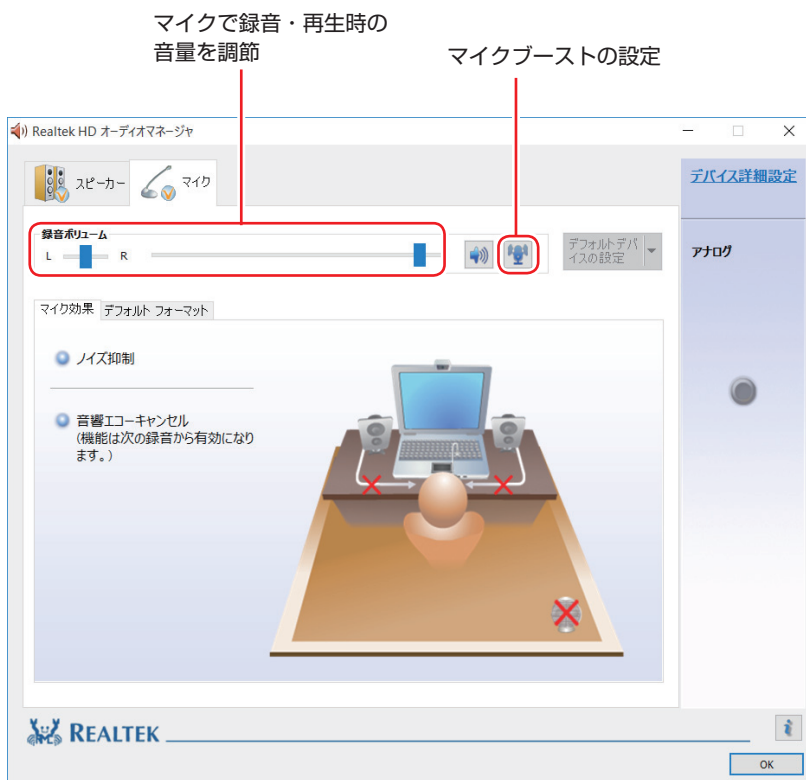 マイクで録音・再生時の
音量を調節
マイクブーストの設定
Realtek HD オーディオマネージャ
スピーカー
マイク
デバイス詳細設定
録音ボリューム
L R
デフォルトデバ
イスの設定
アナログ
マイク効果 デフォルト フォーマット
ノイズ抑制
音響エコーキャンセル
(機能は次の録音から有効になり
ます。)
REALTEK
i
OK